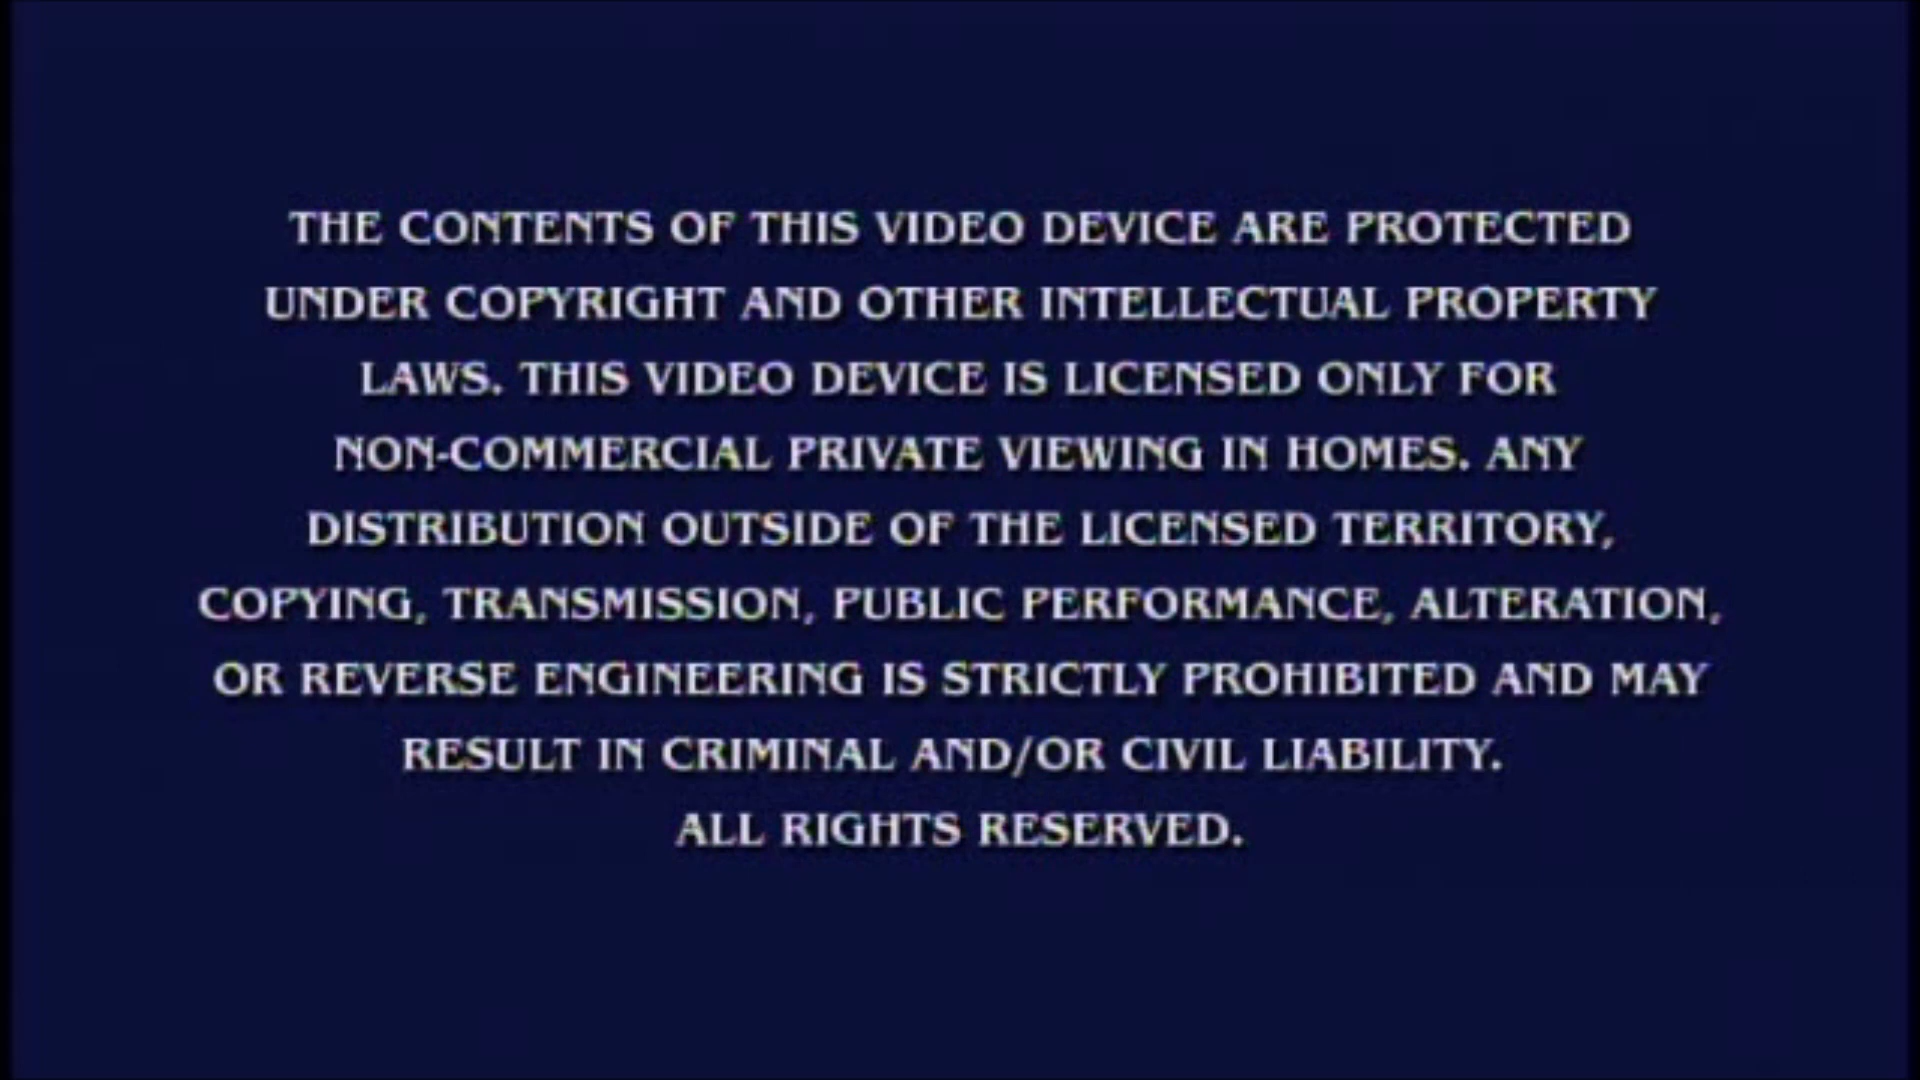 THE CONTENTS OF THIS VIDEO DEVICE ARE PROTECTED
UNDER COPYRIGHT AND OTHER INTELLECTUAL PROPERTY
LAWS. THIS VIDEO DEVICE IS LICENSED ONLY FOR
NON-COMMERCIAL PRIVATE VIEWING IN HOMES. ANY
DISTRIBUTION OUTSIDE OF THE LICENSED TERRITORY,
COPYING, TRANSMISSION, PUBLIC PERFORMANCE, ALTERATION,
OR REVERSE ENGINEERING IS STRICTLY PROHIBITED AND MAY
RESULT IN CRIMINAL AND/OR CIVIL LIABILITY.
ALL RIGHTS RESERVED.